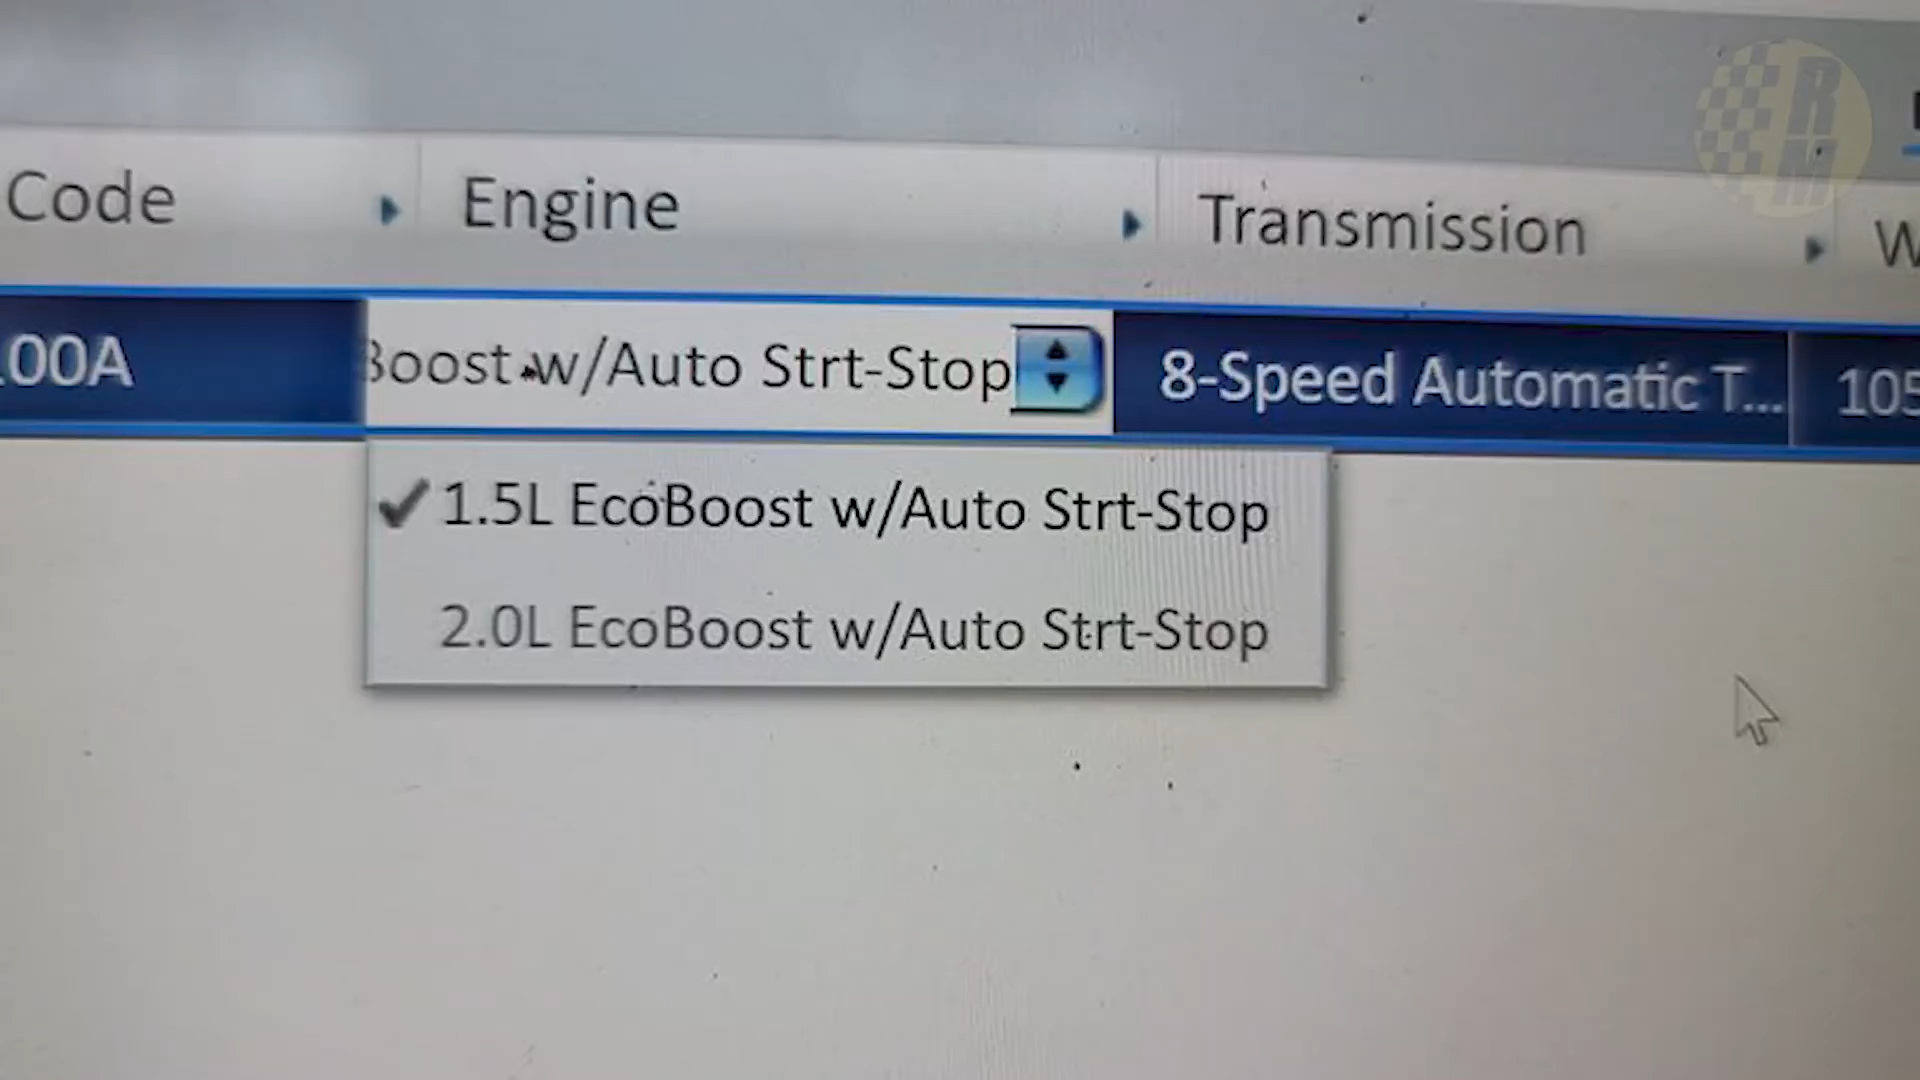 Code Engine Transmission W
00A Boost w/Auto Strt-Stop 8-Speed Automatic T... 105
1.5L EcoBoost w/Auto Strt-Stop
2.0L EcoBoost w/Auto Strt-Stop
RM